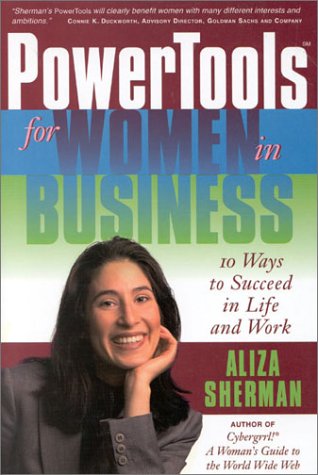 "Sherman's PowerTools will clearly benefit women with many different interests and
ambitions." Connie K. Duckworth, Advisory Director, Goldman Sachs and Company
PowerTools℠
for WOMEN in
BUSINESS
10 Ways
to Succeed
in Life
and Work
ALIZA
SHERMAN
AUTHOR OF
Cybergrrl!®
A Woman's Guide to
the World Wide Web